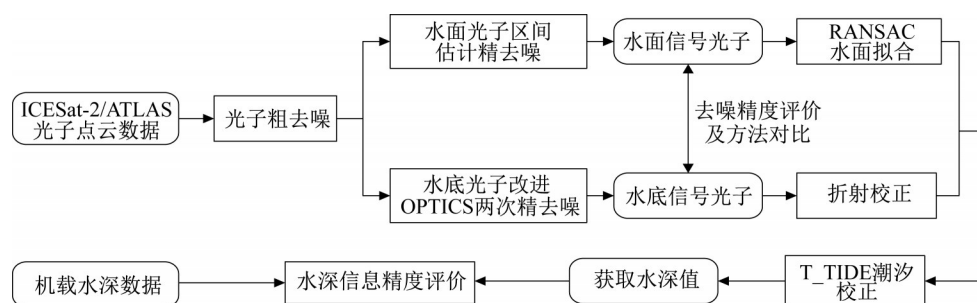 水面光子区间
估计精去噪
水面信号光子
RANSAC
水面拟合
ICESat-2/ATLAS
光子点云数据
光子粗去噪
去噪精度评价
及方法对比
水底光子改进
OPTICS两次精去噪
水底信号光子
折射校正
机载水深数据
水深信息精度评价
获取水深值
T_TIDE潮汐
校正